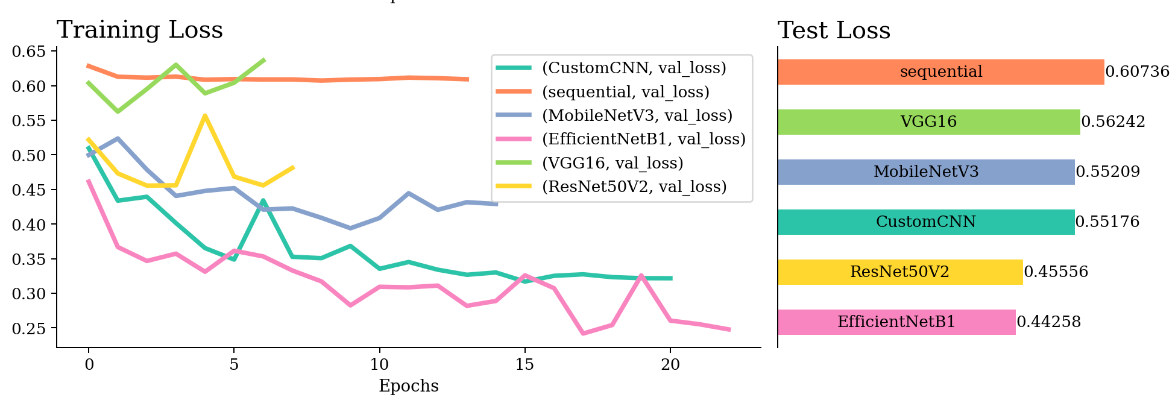 Training Loss
0.65
0.60
0.55
0.50
0.45
0.40
0.35
0.30
0.25
0
5
10
15
20
Epochs
(CustomCNN, val_loss)
(sequential, val_loss)
(MobileNetV3, val_loss)
(EfficientNetB1, val_loss)
(VGG16, val_loss)
(ResNet50V2, val_loss)
Test Loss
sequential 0.60736
VGG16 0.56242
MobileNetV3 0.55209
CustomCNN 0.55176
ResNet50V2 0.45556
EfficientNetB1 0.44258